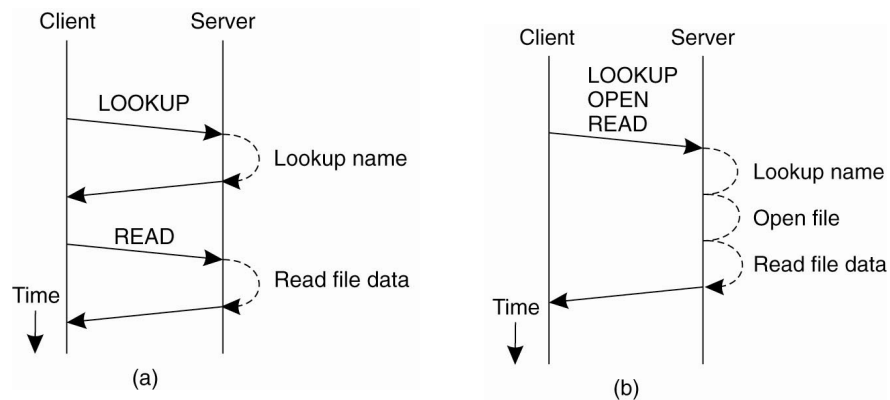 Client Server
LOOKUP
Lookup name
READ
Read file data
Time
(a)
Client Server
LOOKUP
OPEN
READ
Lookup name
Open file
Read file data
Time
(b)